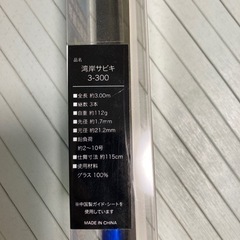 品名
湾岸サビキ
3-300
■全長 約3.00m
■継数 3本
■自重 約112g
■先径 約1.7mm
■元径 約21.2mm
■錘負荷
約2〜10号
■仕舞寸法 約115cm
■使用材料
グラス 100%
※中国製ガイド・シートを
使用しています
MADE IN CHINA